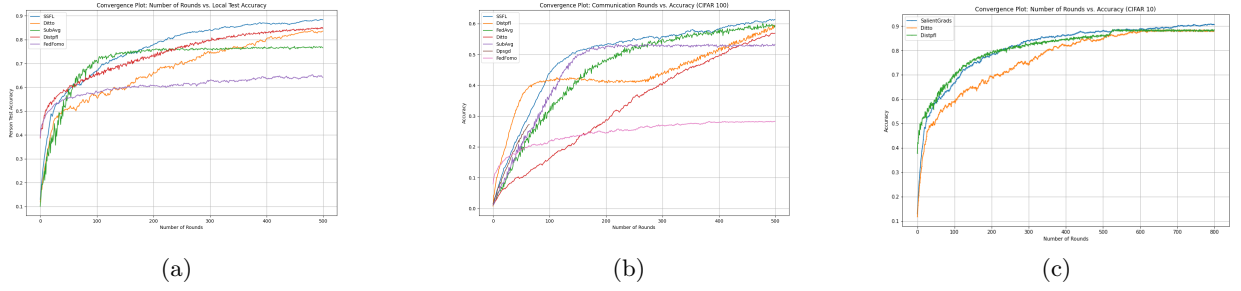 Convergence Plot: Number of Rounds vs. Local Test Accuracy
SSFL
Ditto
SubAvg
Distpfl
FedFomo
Person Test Accuracy
0.9
0.8
0.7
0.6
0.5
0.4
0.3
0.2
0.1
0
100
200
300
400
500
Number of Rounds
(a)
Convergence Plot: Communication Rounds vs. Accuracy (CIFAR 100)
SSFL
Distpfl
FedAvg
Ditto
SubAvg
Dpsgd
FedFomo
Accuracy
0.6
0.5
0.4
0.3
0.2
0.1
0.0
0
100
200
300
400
500
Number of Rounds
(b)
Convergence Plot: Number of Rounds vs. Accuracy (CIFAR 10)
SalientGrads
Ditto
Distpfl
Accuracy
0.9
0.8
0.7
0.6
0.5
0.4
0.3
0.2
0.1
0
100
200
300
400
500
600
700
800
Number of Rounds
(c)